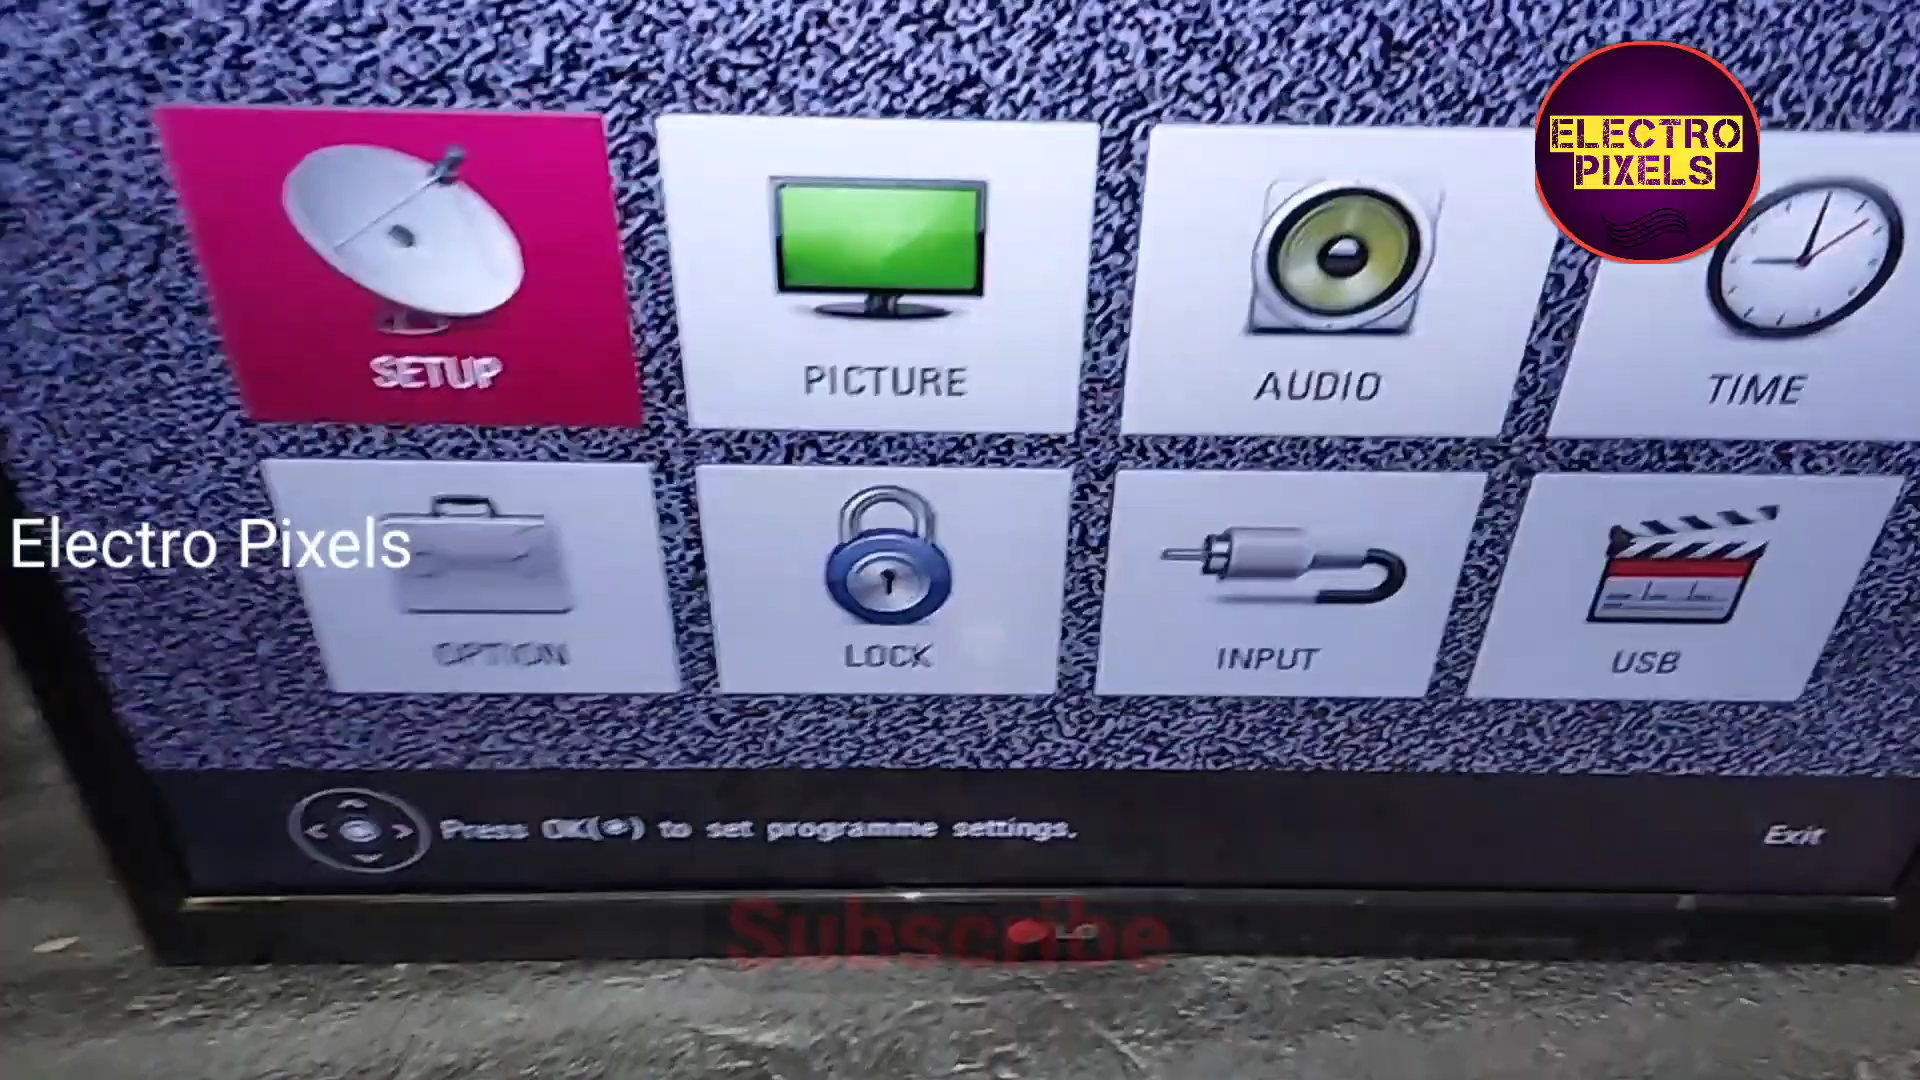 ELECTRO
PIXELS
SETUP
PICTURE
AUDIO
TIME
Electro Pixels
OPTION
LOCK
INPUT
USB
Press OK(●) to set programme settings.
Exit
Subscribe
LG